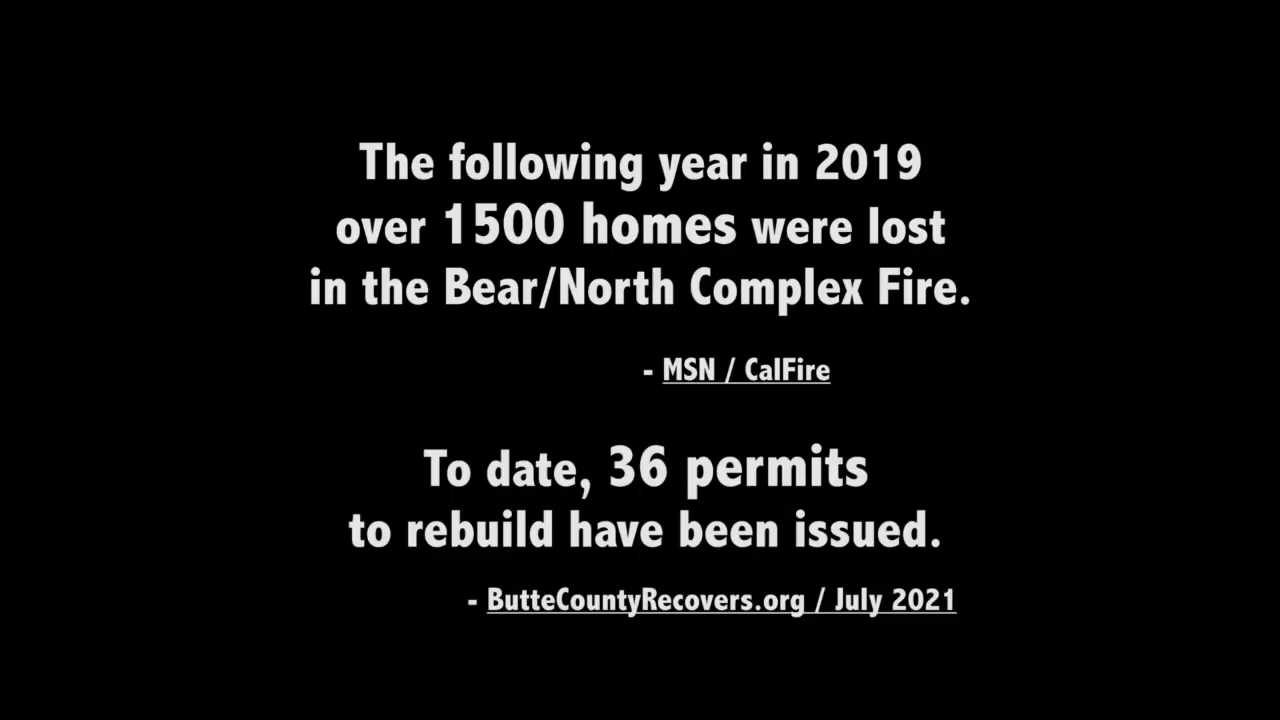 The following year in 2019
over 1500 homes were lost
in the Bear/North Complex Fire.
- MSN / CalFire
To date, 36 permits
to rebuild have been issued.
- ButteCountyRecovers.org / July 2021